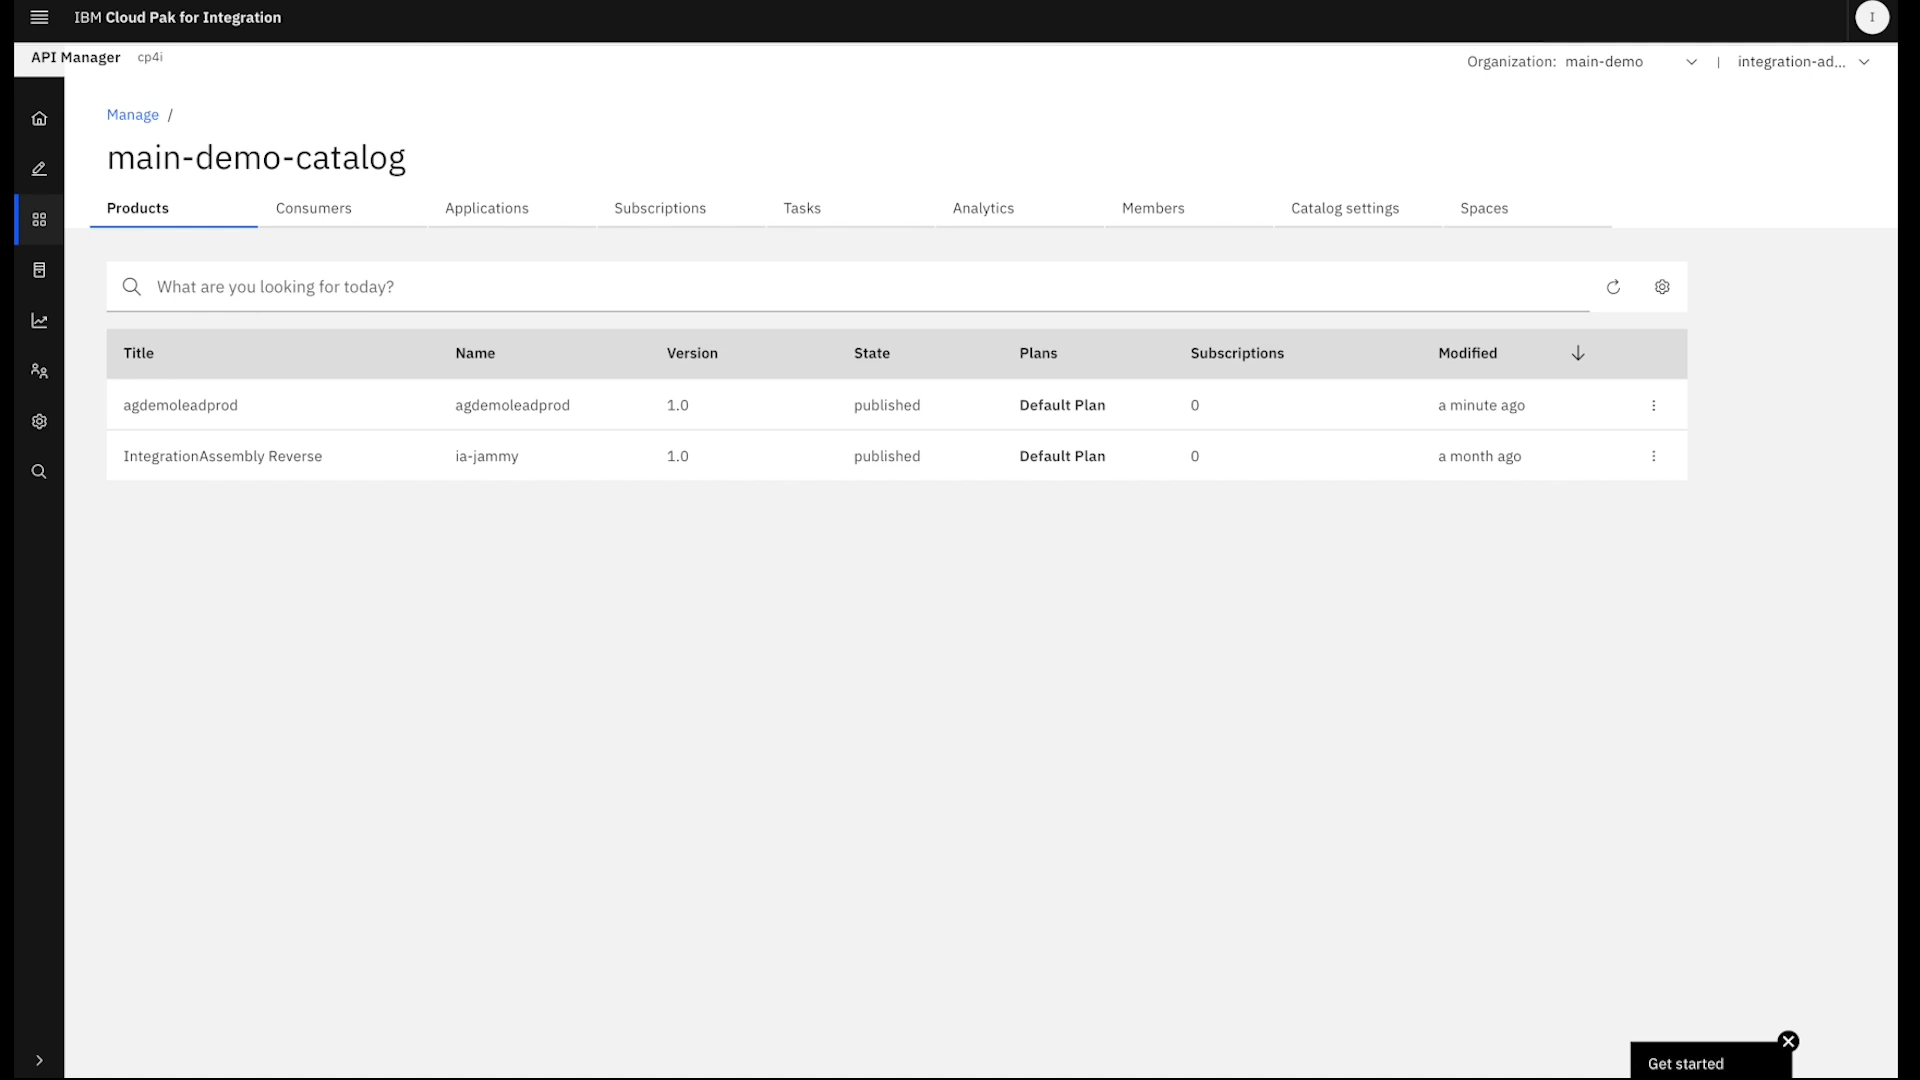 IBM Cloud Pak for Integration
I
API Manager cp4i
Organization: main-demo | integration-ad...
Manage /
main-demo-catalog
Products Consumers Applications Subscriptions Tasks Analytics Members Catalog settings Spaces
What are you looking for today?
Title Name Version State Plans Subscriptions Modified
agdemoleadprod agdemoleadprod 1.0 published Default Plan 0 a minute ago
IntegrationAssembly Reverse ia-jammy 1.0 published Default Plan 0 a month ago
Get started